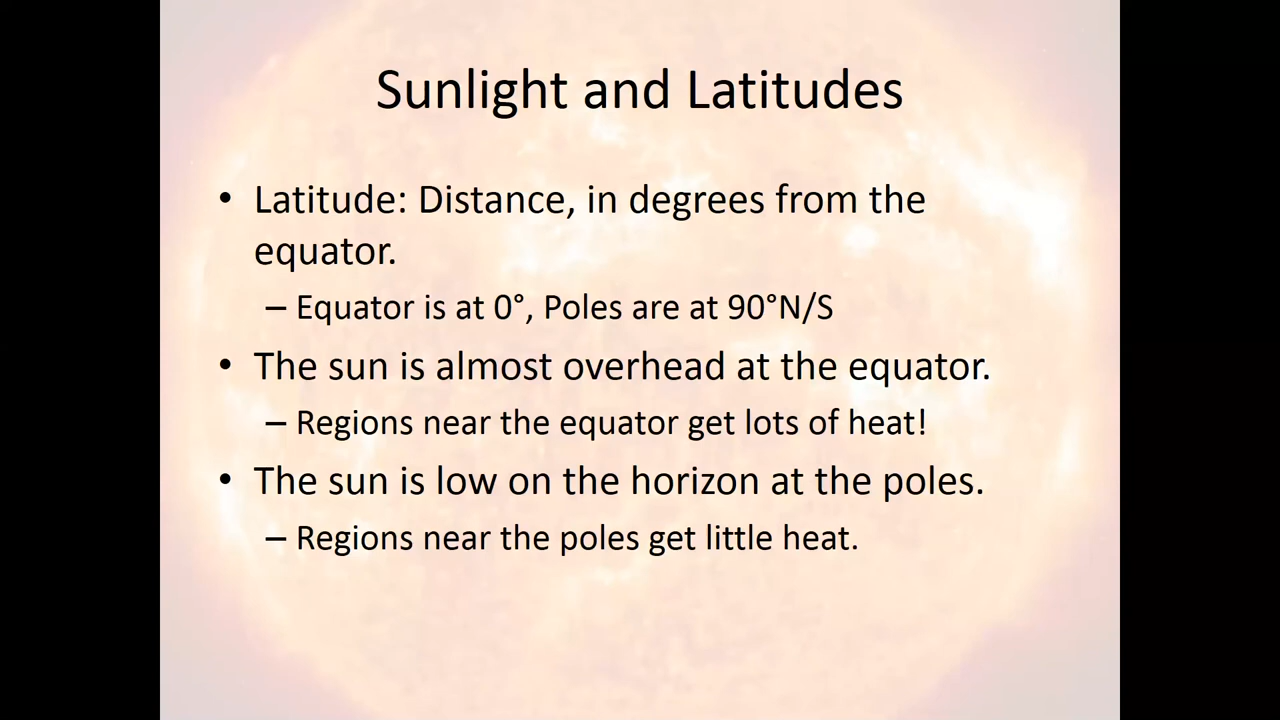 Sunlight and Latitudes
• Latitude: Distance, in degrees from the
equator.
– Equator is at 0°, Poles are at 90°N/S
• The sun is almost overhead at the equator.
– Regions near the equator get lots of heat!
• The sun is low on the horizon at the poles.
– Regions near the poles get little heat.